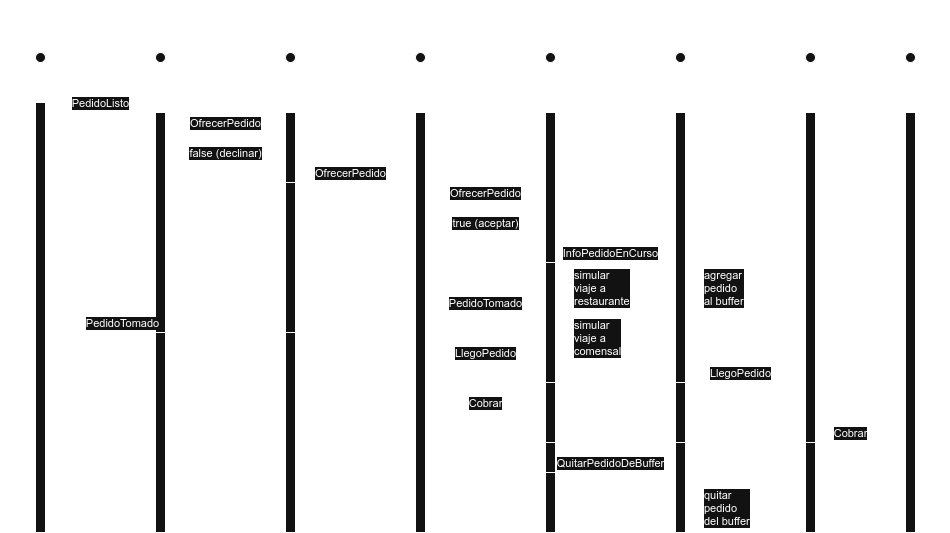 PedidoListo
OfrecerPedido
false (declinar)
OfrecerPedido
OfrecerPedido
true (aceptar)
InfoPedidoEnCurso
simular
viaje a
restaurante
agregar
pedido
al buffer
PedidoTomado
PedidoTomado
simular
viaje a
comensal
LlegoPedido
LlegoPedido
Cobrar
Cobrar
QuitarPedidoDeBuffer
quitar
pedido
del buffer